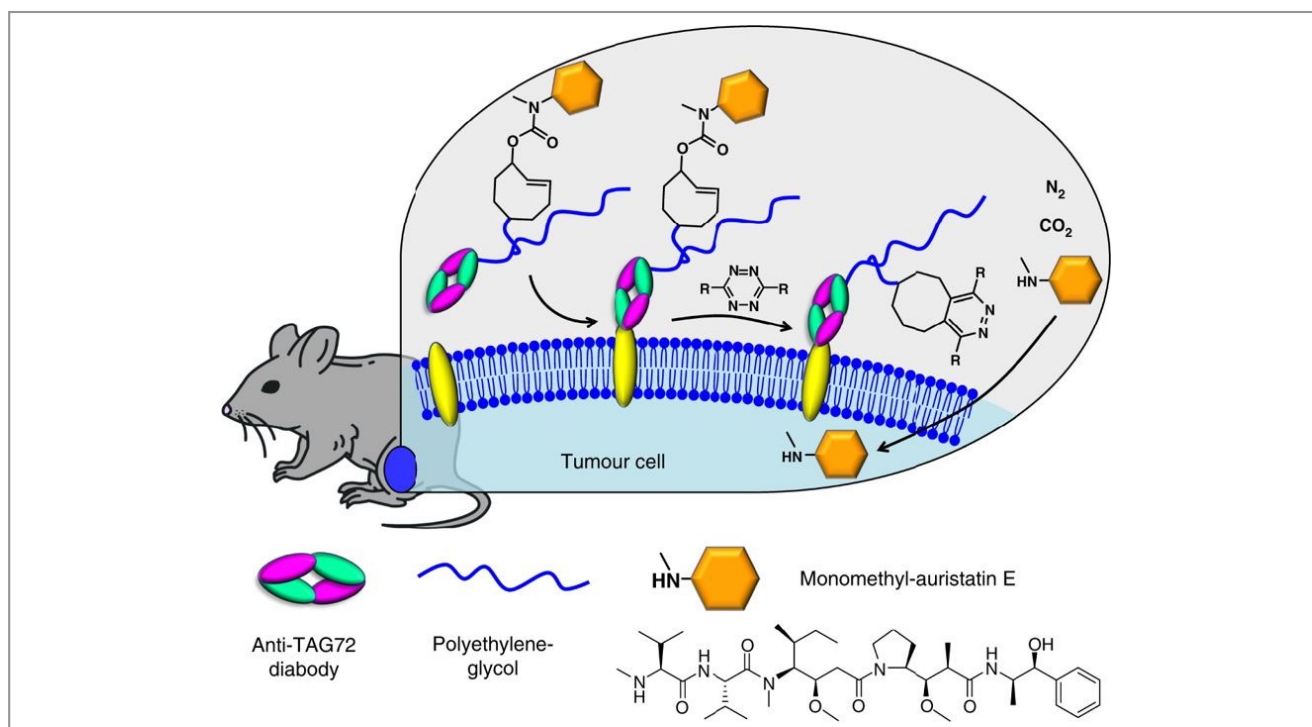 N
O
O
N
O
O
N
N
N
N
R
R
N₂
CO₂
HN
R
N
N
R
HN
Tumour cell
HN
Monomethyl-auristatin E
Anti-TAG72
diabody
Polyethylene-
glycol
N
H
O
H
N
O
N
O
O
N
O
O
H
N
OH